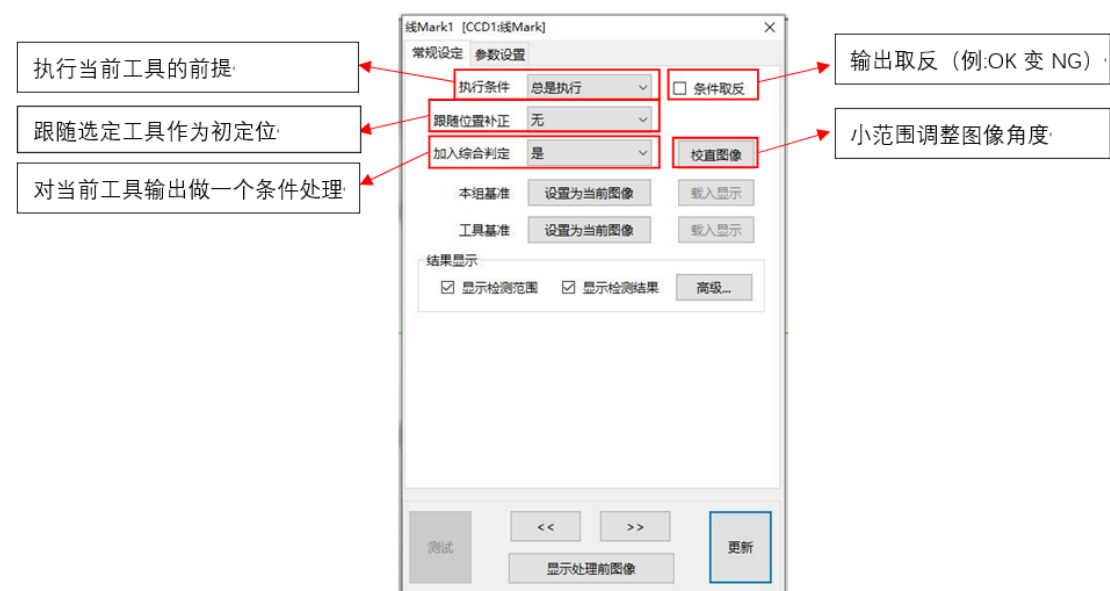 线Mark1 [CCD1:线Mark]
常规设定 参数设置
执行当前工具的前提
输出取反（例:OK 变 NG）
执行条件 总是执行 条件取反
跟随选定工具作为初定位
跟随位置补正 无
小范围调整图像角度
加入综合判定 是 校直图像
对当前工具输出做一个条件处理
本组基准 设置为当前图像 载入显示
工具基准 设置为当前图像 载入显示
结果显示
显示检测范围 显示检测结果 高级...
<< >>
测试 更新
显示处理前图像